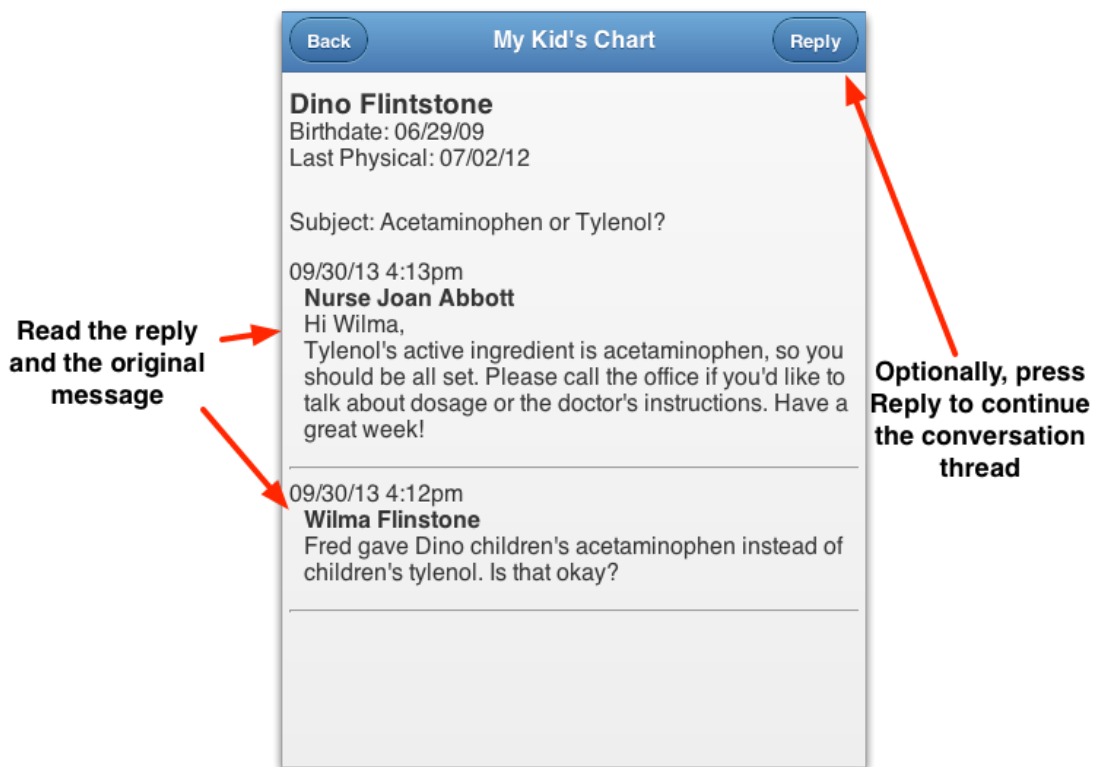 Back
My Kid's Chart
Reply
Dino Flintstone
Birthdate: 06/29/09
Last Physical: 07/02/12
Subject: Acetaminophen or Tylenol?
09/30/13 4:13pm
Nurse Joan Abbott
Hi Wilma,
Tylenol's active ingredient is acetaminophen, so you
should be all set. Please call the office if you'd like to
talk about dosage or the doctor's instructions. Have a
great week!
09/30/13 4:12pm
Wilma Flinstone
Fred gave Dino children's acetaminophen instead of
children's tylenol. Is that okay?
Read the reply
and the original
message
Optionally, press
Reply to continue
the conversation
thread